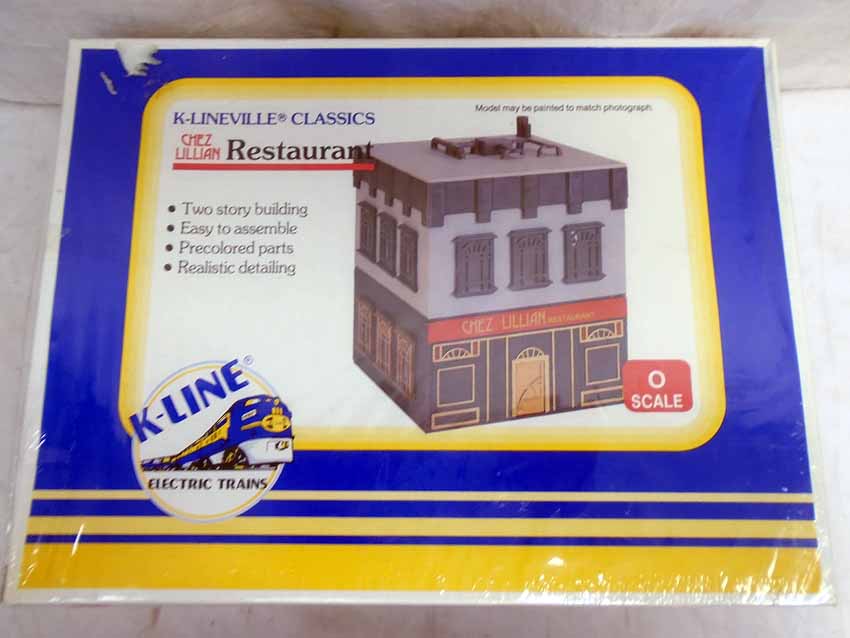 K-LINEVILLE® CLASSICS
Model may be painted to match photograph.
CHEZ LILLIAN Restaurant
• Two story building
• Easy to assemble
• Precolored parts
• Realistic detailing
CHEZ LILLIAN RESTAURANT
O SCALE
K-LINE®
ELECTRIC TRAINS